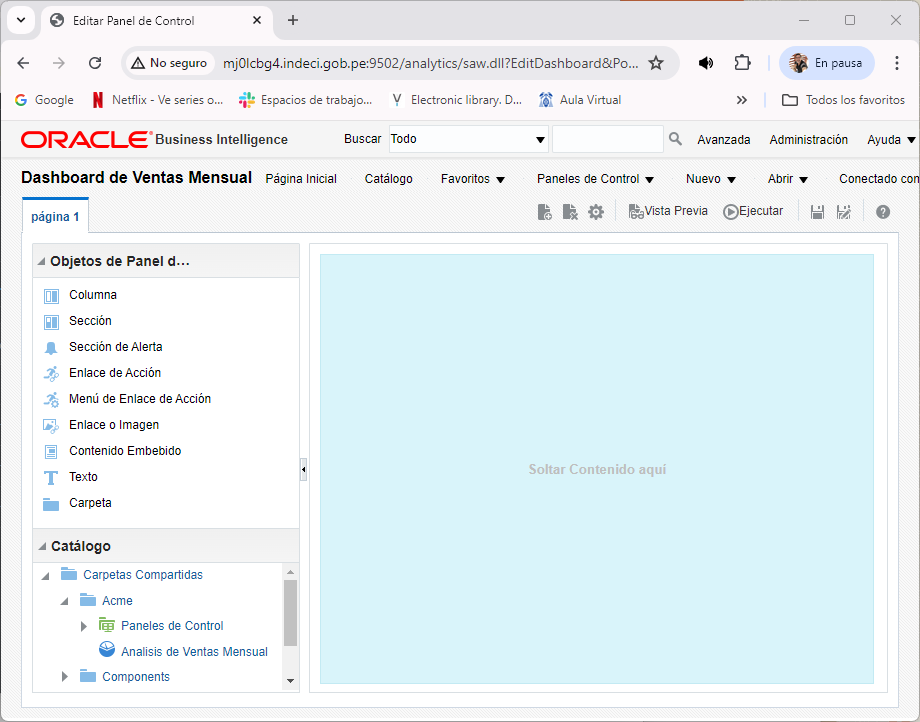 Editar Panel de Control
No seguro
mj0lcbg4.indeci.gob.pe:9502/analytics/saw.dll?EditDashboard&Po...
En pausa
Google
Netflix - Ve series o...
Espacios de trabajo...
Electronic library. D...
Aula Virtual
Todos los favoritos
ORACLE Business Intelligence
Buscar
Todo
Avanzada
Administración
Ayuda
Dashboard de Ventas Mensual
Página Inicial
Catálogo
Favoritos
Paneles de Control
Nuevo
Abrir
Conectado con
página 1
Vista Previa
Ejecutar
Objetos de Panel d...
Columna
Sección
Sección de Alerta
Enlace de Acción
Menú de Enlace de Acción
Enlace o Imagen
Contenido Embebido
Texto
Carpeta
Catálogo
Carpetas Compartidas
Acme
Paneles de Control
Analisis de Ventas Mensual
Components
Soltar Contenido aquí